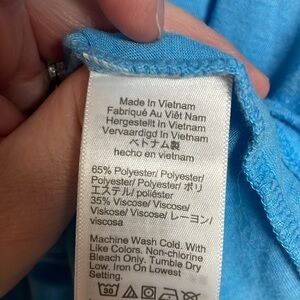 Made In Vietnam
Fabriqué Au Viêt Nam
Hergestellt in Vietnam
Vervaardigd In Vietnam
ベトナム製
hecho en vietnam
65% Polyester/ Polyester/
Polyester/ Polyester/ ポリ
エステル/ poliéster
35% Viscose/ Viscose/
Viskose/ Viscose/ レーヨン/
viscosa
Machine Wash Cold. With
Like Colors. Non-chlorine
Bleach Only. Tumble Dry
Low. Iron On Lowest
Setting.
30